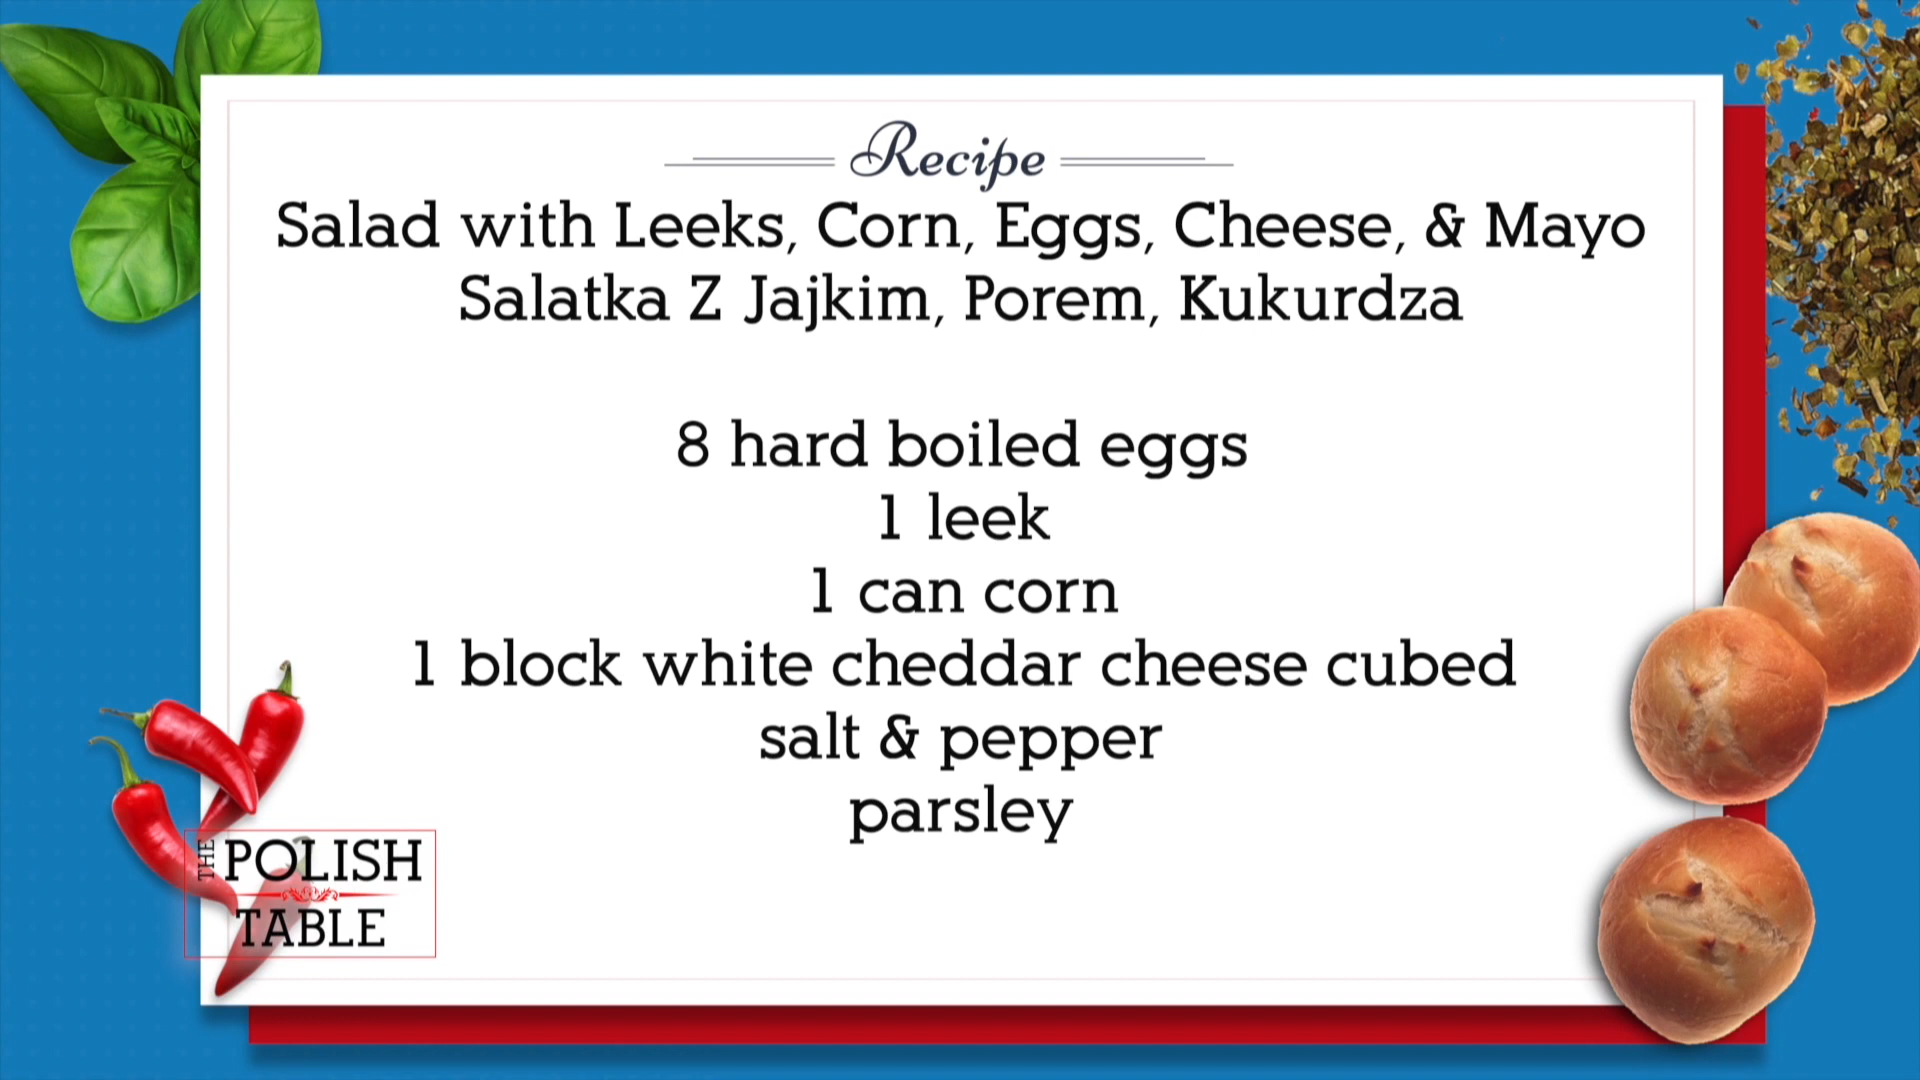 Recipe
Salad with Leeks, Corn, Eggs, Cheese, & Mayo
Salatka Z Jajkim, Porem, Kukurdza
8 hard boiled eggs
1 leek
1 can corn
1 block white cheddar cheese cubed
salt & pepper
parsley
THE POLISH
TABLE